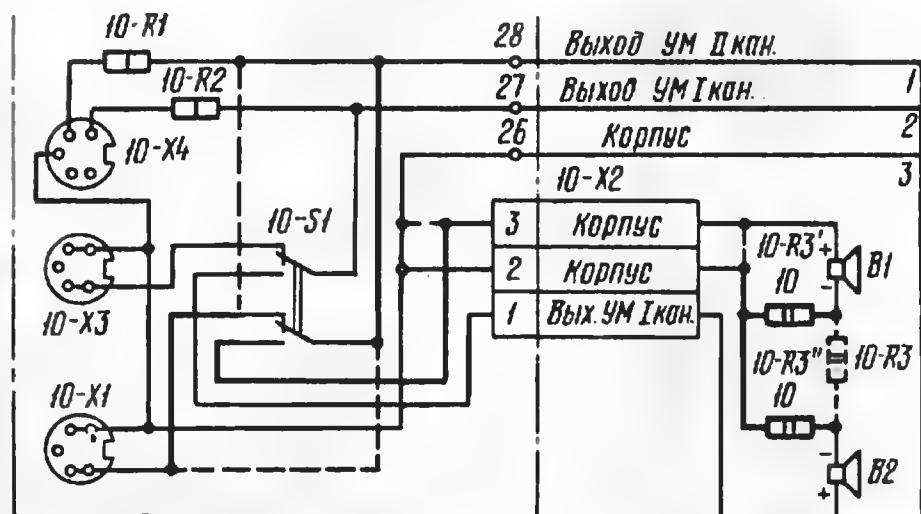 10-R1
28
Выход УМ II кан.
1
10-R2
27
Выход УМ I кан.
2
10-X4
26
Корпус
3
10-X2
10-S1
3
Корпус
10-R3'
+
B1
2
Корпус
10
-
10-X3
1
Вых. УМ I кан.
10-R3"
10-R3
10-X1
10
-
B2
+